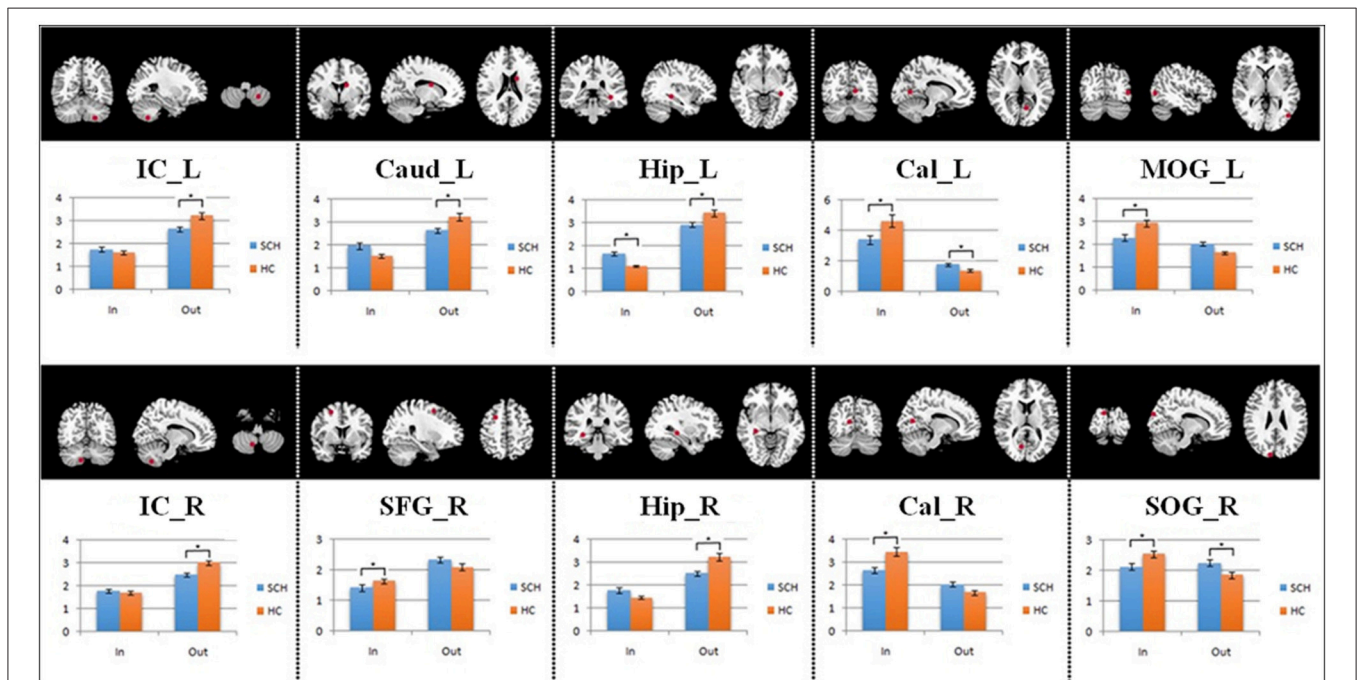 IC_L Caud_L Hip_L Cal_L MOG_L
4 * 4 * 4 * 6 * 4 *
3 3 3 * 4 * 3
2 SCH 2 SCH 2 SCH 2 SCH 2 SCH
1 HC 1 HC 1 HC HC 1 HC
0 0 0 0 0
In Out In Out In Out In Out In Out
IC_R SFG_R Hip_R Cal_R SOG_R
4 * 3 * 4 * 4 * 3 * *
3 2 3 3 2
2 SCH SCH 2 SCH 2 SCH SCH
1 HC 1 HC 1 HC 1 HC 1 HC
0 0 0 0 0
In Out In Out In Out In Out In Out